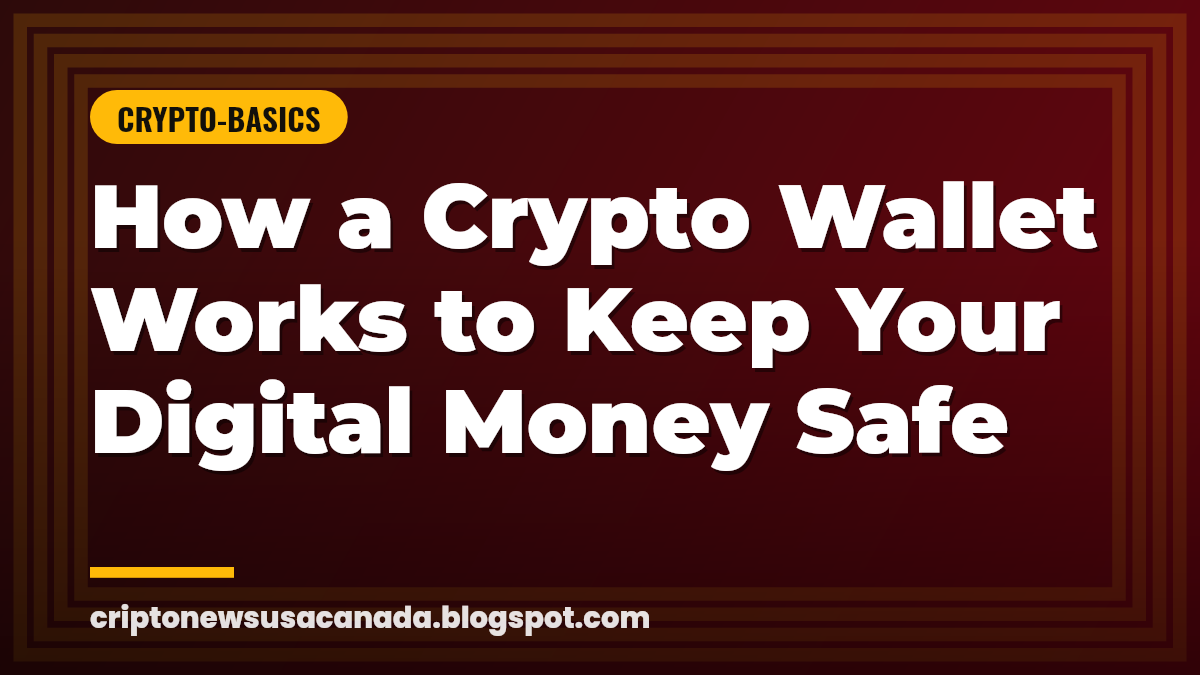 CRYPTO-BASICS
How a Crypto Wallet
Works to Keep Your
Digital Money Safe
criptonewsusacanada.blogspot.com